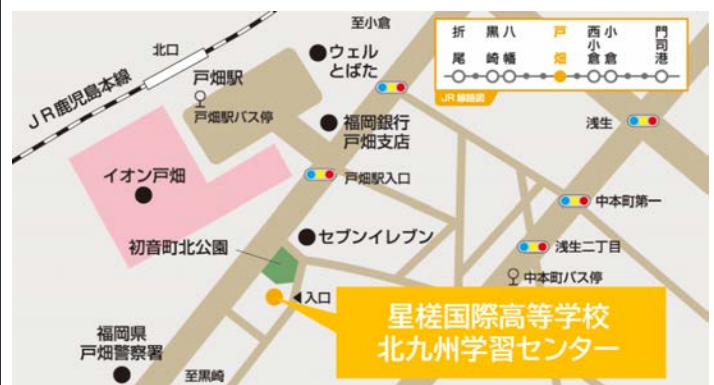 至小倉
北口
ウェル
とばた
戸畑駅
JR鹿児島本線
戸畑駅バス停
福岡銀行
戸畑支店
折尾
黒崎
八幡
戸畑
西小倉
小倉
門司港
JR線路図
浅生
イオン戸畑
戸畑駅入口
中本町第一
初音町北公園
セブンイレブン
浅生二丁目
中本町バス停
入口
星槎国際高等学校
北九州学習センター
福岡県
戸畑警察署
至黒崎